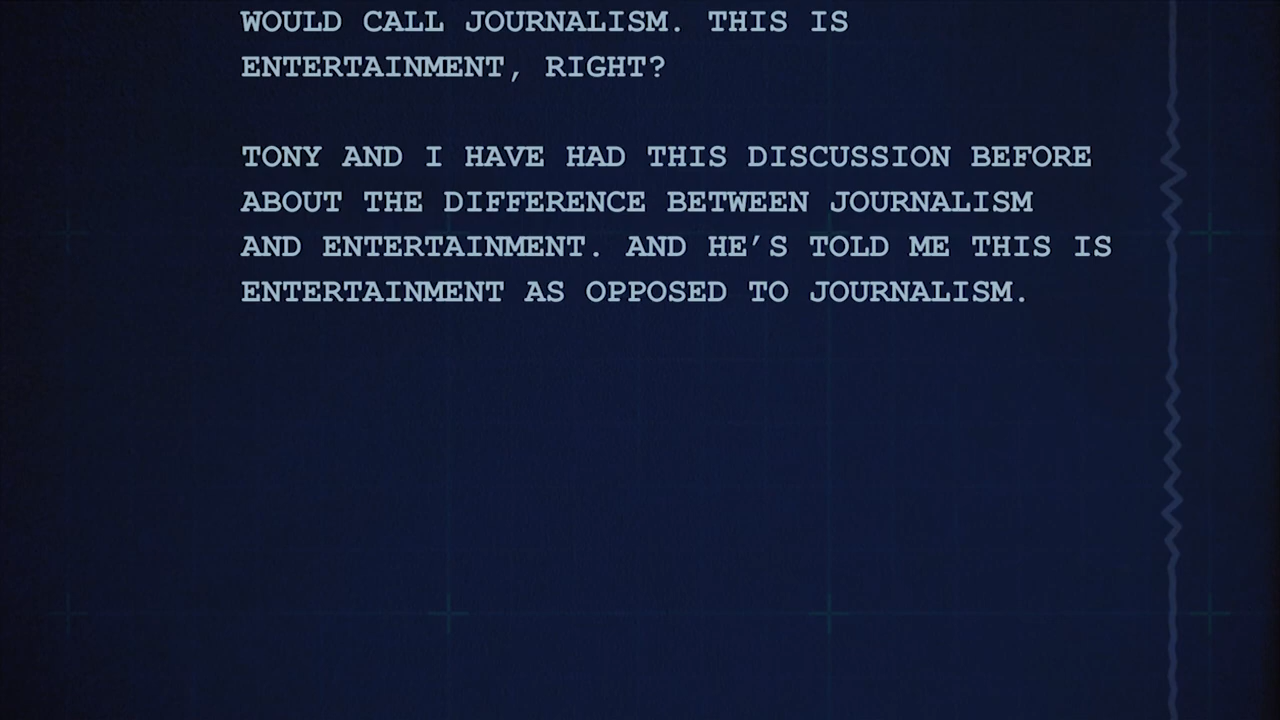 WOULD CALL JOURNALISM. THIS IS
ENTERTAINMENT, RIGHT?
TONY AND I HAVE HAD THIS DISCUSSION BEFORE
ABOUT THE DIFFERENCE BETWEEN JOURNALISM
AND ENTERTAINMENT. AND HE’S TOLD ME THIS IS
ENTERTAINMENT AS OPPOSED TO JOURNALISM.